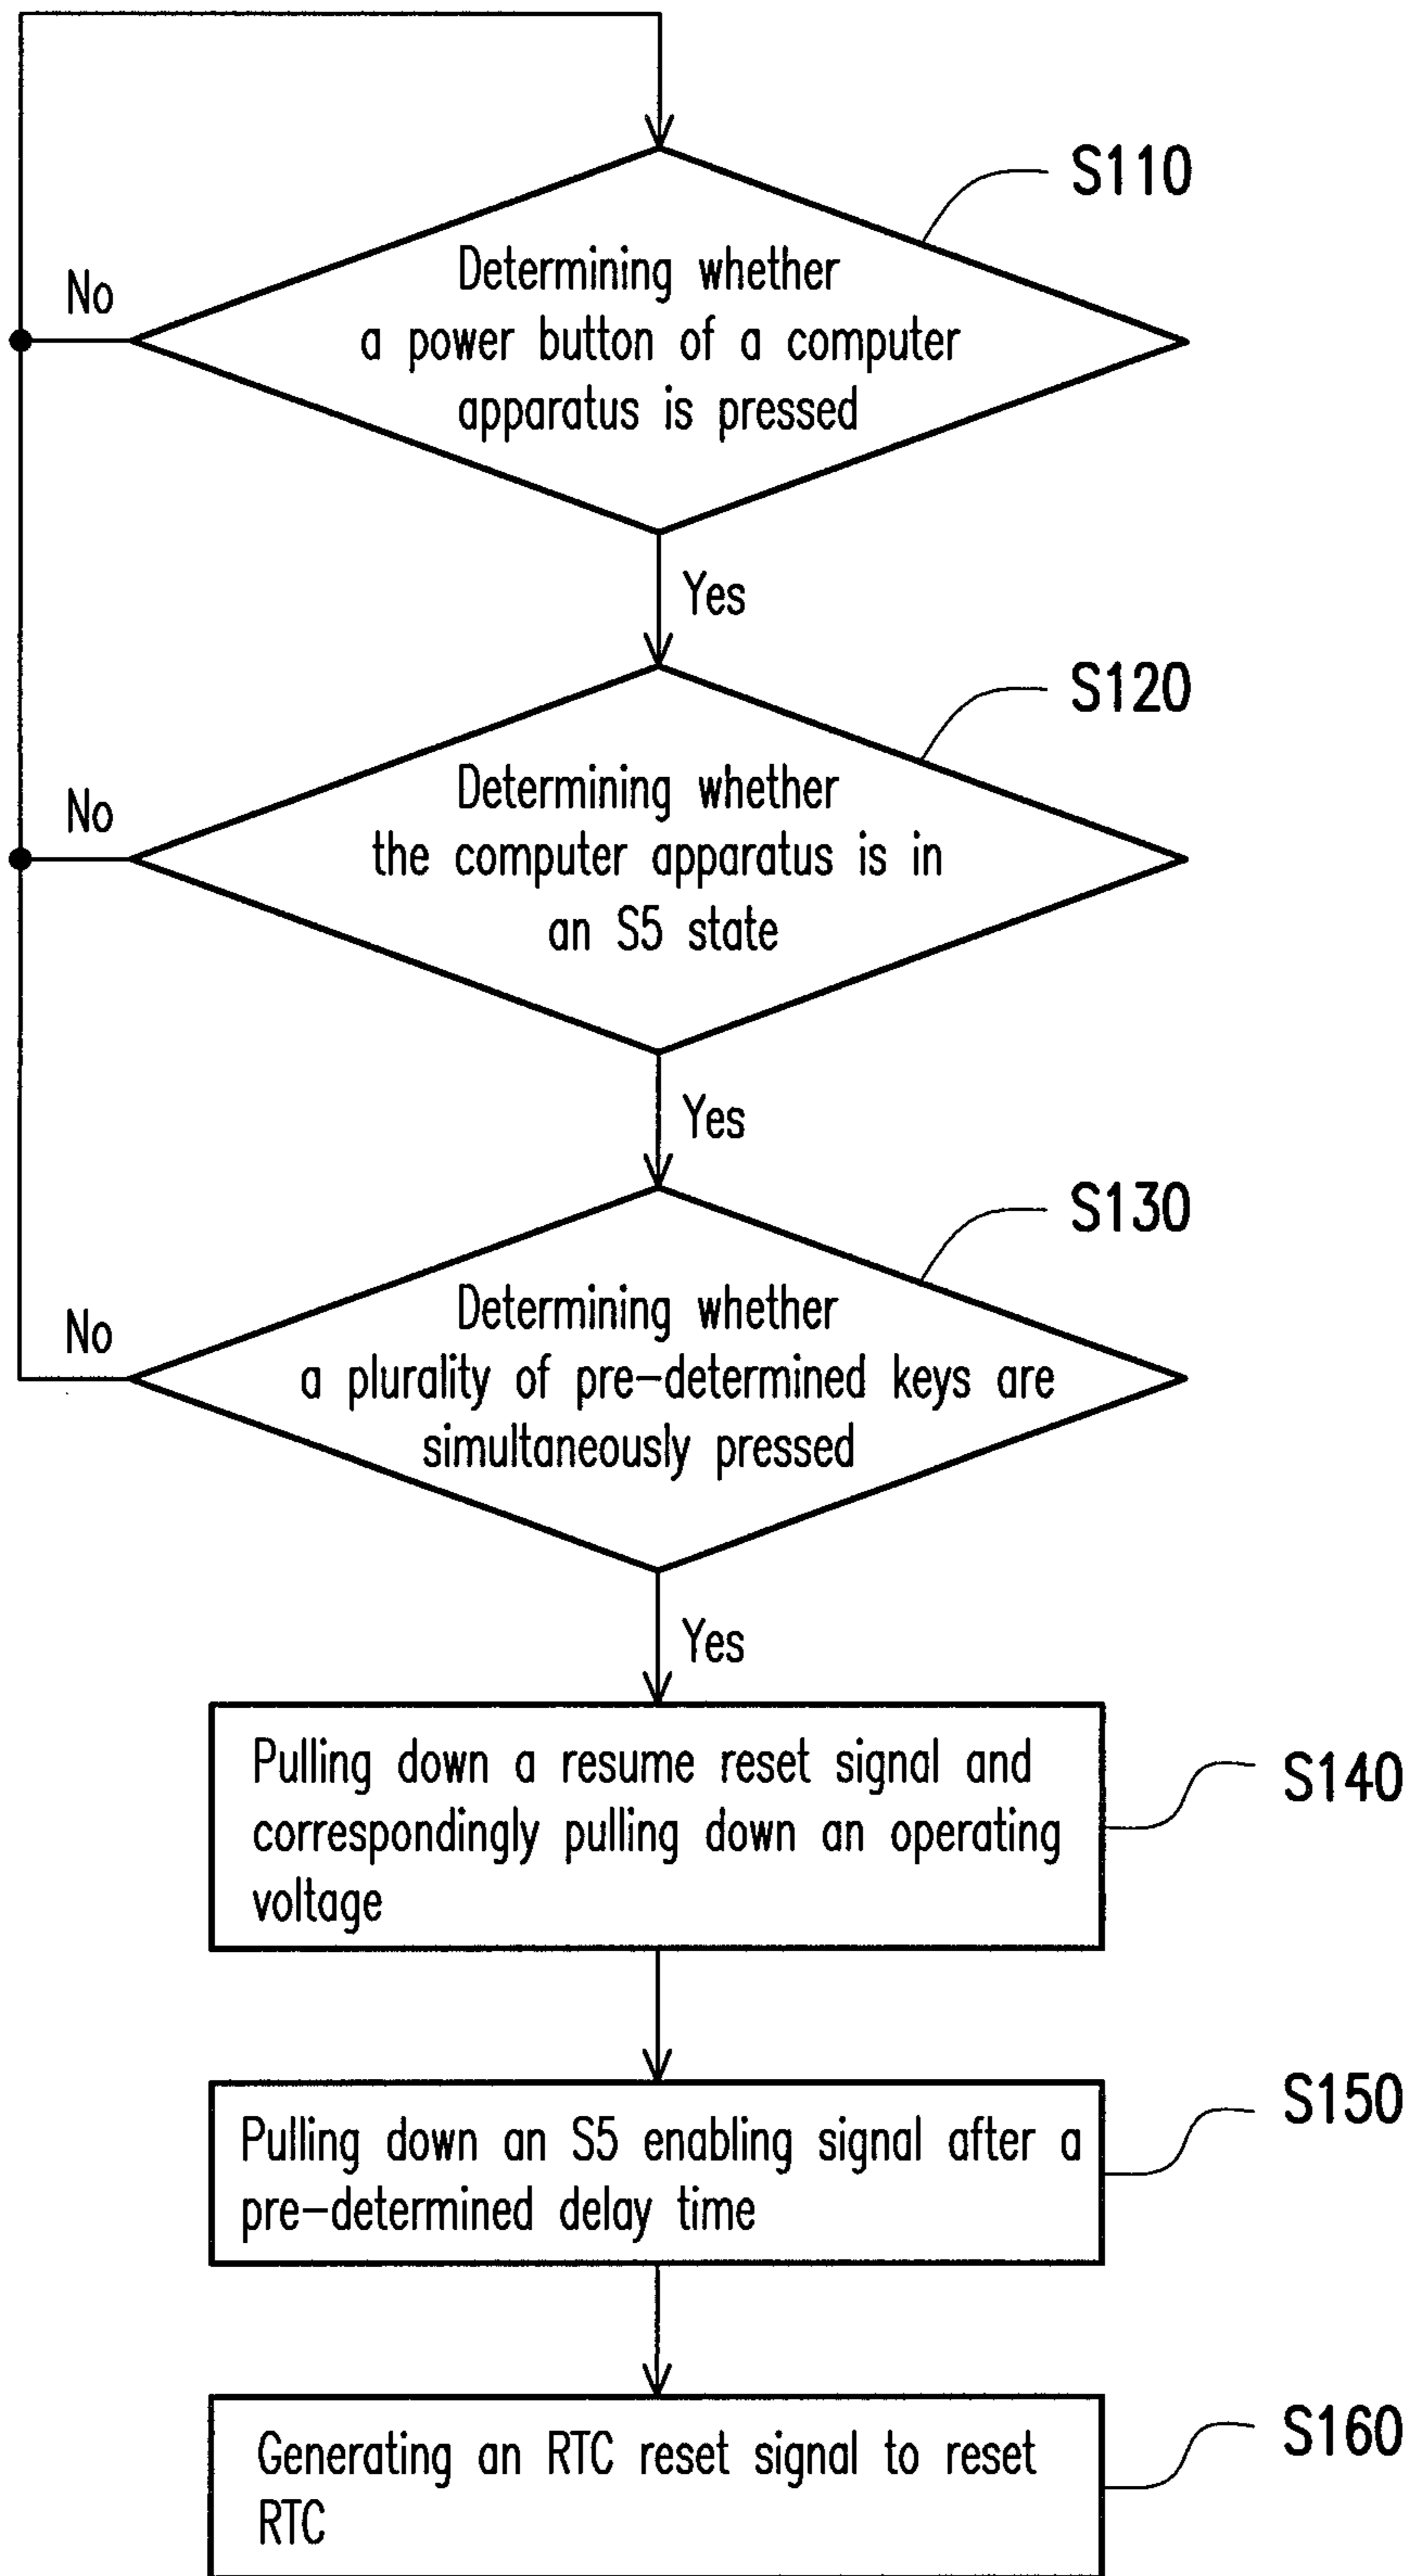 S110
Determining whether
a power button of a computer
apparatus is pressed
No
Yes
S120
Determining whether
the computer apparatus is in
an S5 state
No
Yes
S130
Determining whether
a plurality of pre-determined keys are
simultaneously pressed
No
Yes
Pulling down a resume reset signal and
correspondingly pulling down an operating
voltage
S140
Pulling down an S5 enabling signal after a
pre-determined delay time
S150
Generating an RTC reset signal to reset
RTC
S160